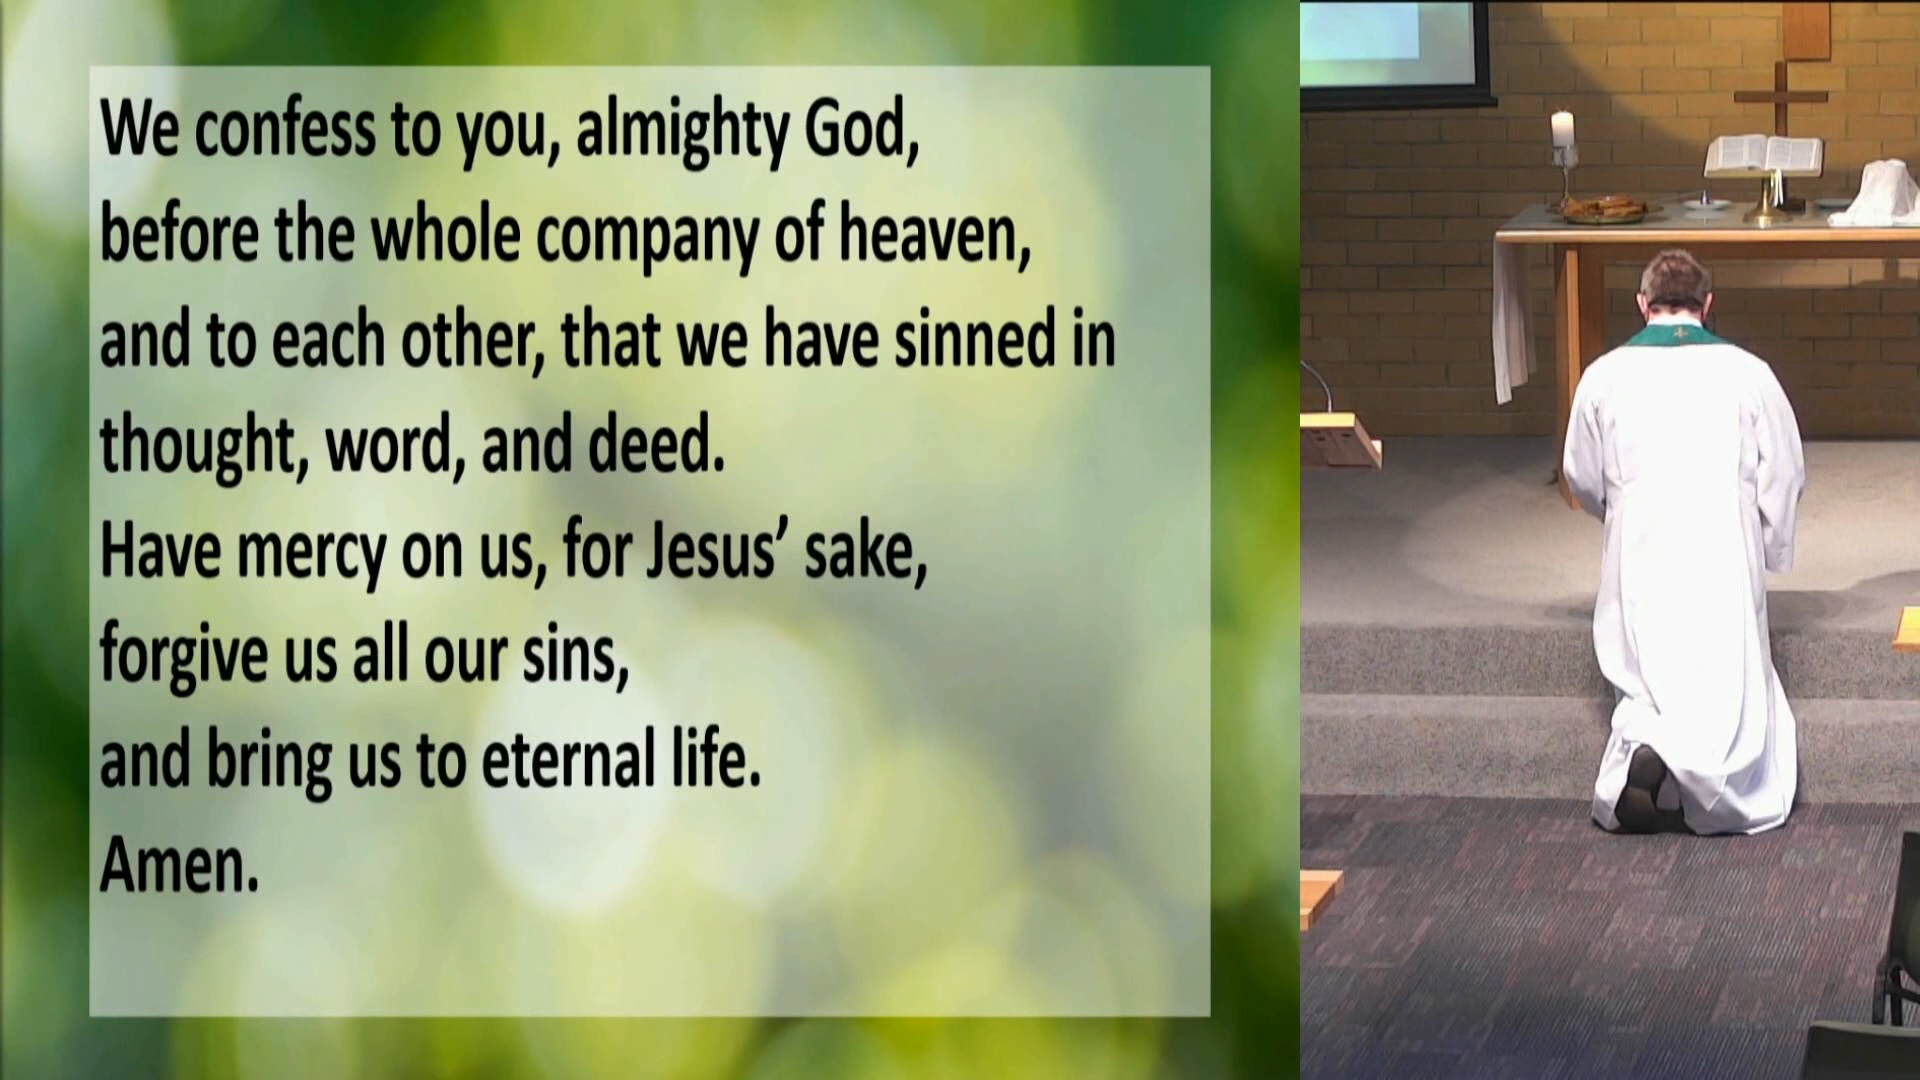 We confess to you, almighty God,
before the whole company of heaven,
and to each other, that we have sinned in
thought, word, and deed.
Have mercy on us, for Jesus’ sake,
forgive us all our sins,
and bring us to eternal life.
Amen.